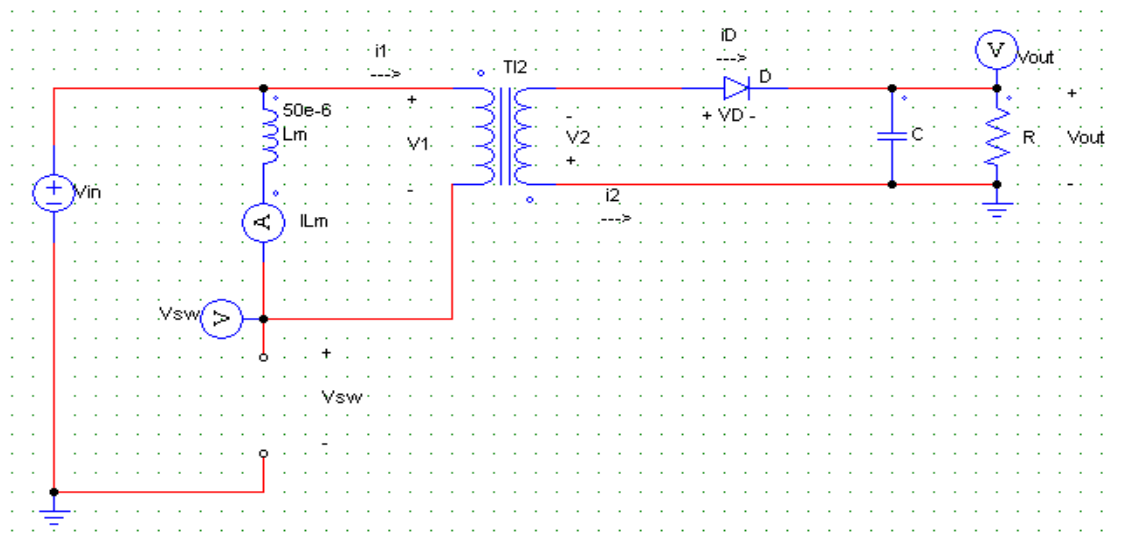 i1
--->
TI2
iD
--->
D
+ VD -
V
Vout
50e-6
Lm
+
V1
-
-
V2
+
C
R
+
Vout
-
Vin
A
ILm
i2
--->
Vsw
V
+
Vsw
-